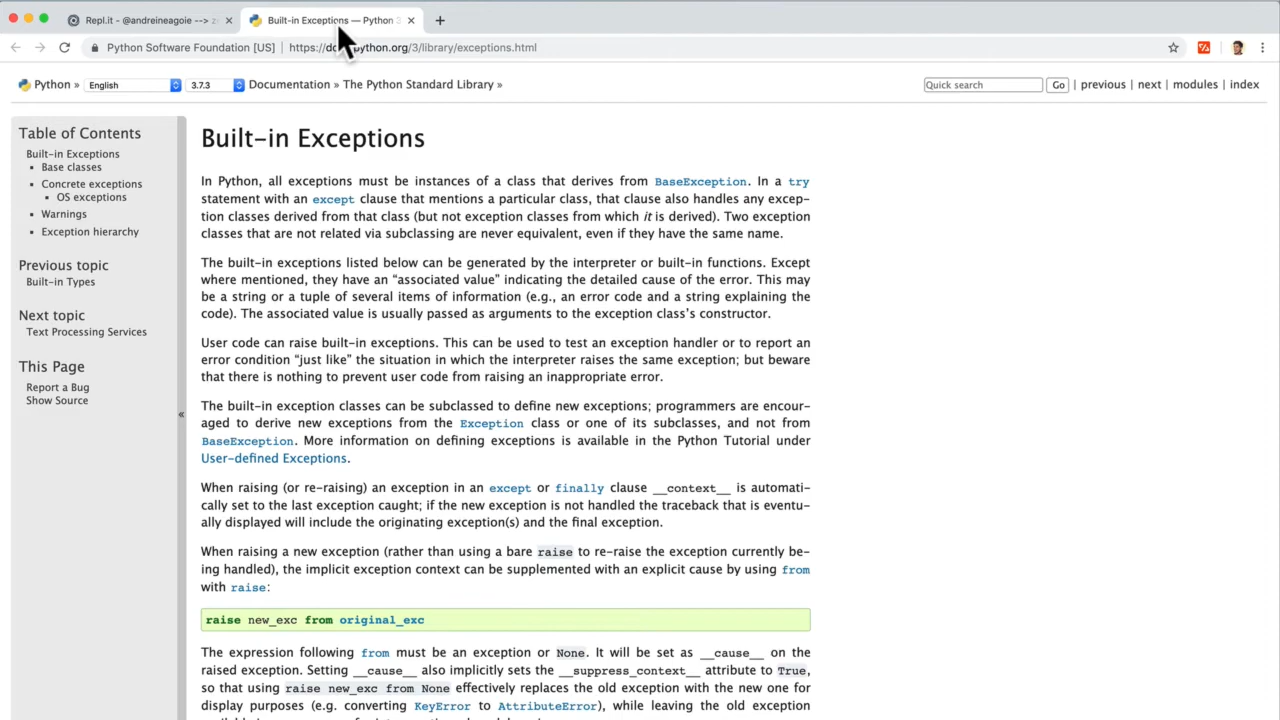 Repl.it - @andreineagoie --> z
Built-in Exceptions — Python 3
Python Software Foundation [US] | https://docs.python.org/3/library/exceptions.html
Python » English 3.7.3 Documentation » The Python Standard Library »
Quick search Go | previous | next | modules | index
Table of Contents
Built-in Exceptions
Base classes
Concrete exceptions
OS exceptions
Warnings
Exception hierarchy
Previous topic
Built-in Types
Next topic
Text Processing Services
This Page
Report a Bug
Show Source
«
Built-in Exceptions
In Python, all exceptions must be instances of a class that derives from BaseException. In a try
statement with an except clause that mentions a particular class, that clause also handles any excep-
tion classes derived from that class (but not exception classes from which it is derived). Two exception
classes that are not related via subclassing are never equivalent, even if they have the same name.
The built-in exceptions listed below can be generated by the interpreter or built-in functions. Except
where mentioned, they have an “associated value” indicating the detailed cause of the error. This may
be a string or a tuple of several items of information (e.g., an error code and a string explaining the
code). The associated value is usually passed as arguments to the exception class’s constructor.
User code can raise built-in exceptions. This can be used to test an exception handler or to report an
error condition “just like” the situation in which the interpreter raises the same exception; but beware
that there is nothing to prevent user code from raising an inappropriate error.
The built-in exception classes can be subclassed to define new exceptions; programmers are encour-
aged to derive new exceptions from the Exception class or one of its subclasses, and not from
BaseException. More information on defining exceptions is available in the Python Tutorial under
User-defined Exceptions.
When raising (or re-raising) an exception in an except or finally clause __context__ is automati-
cally set to the last exception caught; if the new exception is not handled the traceback that is eventu-
ally displayed will include the originating exception(s) and the final exception.
When raising a new exception (rather than using a bare raise to re-raise the exception currently be-
ing handled), the implicit exception context can be supplemented with an explicit cause by using from
with raise:
raise new_exc from original_exc
The expression following from must be an exception or None. It will be set as __cause__ on the
raised exception. Setting __cause__ also implicitly sets the __suppress_context__ attribute to True,
so that using raise new_exc from None effectively replaces the old exception with the new one for
display purposes (e.g. converting KeyError to AttributeError), while leaving the old exception